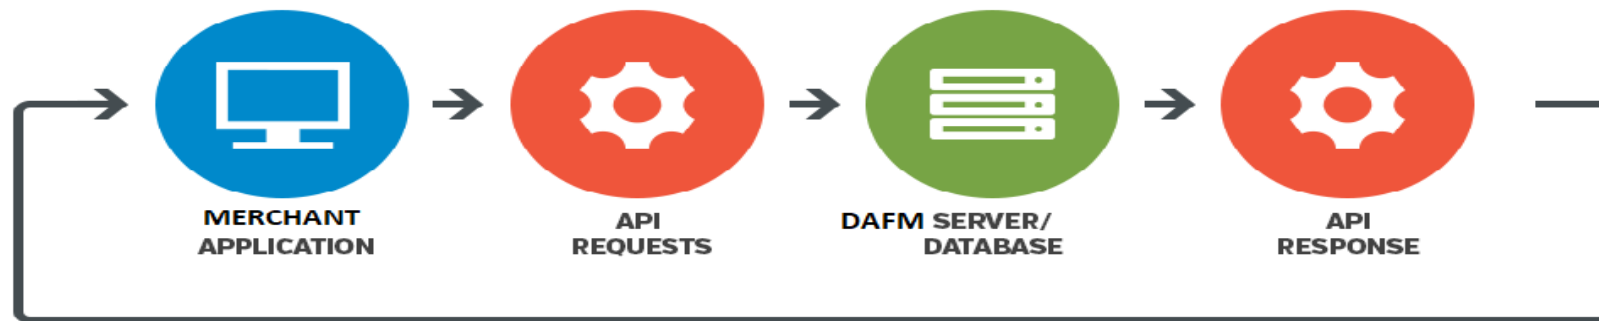 MERCHANT
APPLICATION
API
REQUESTS
DAFM SERVER/
DATABASE
API
RESPONSE